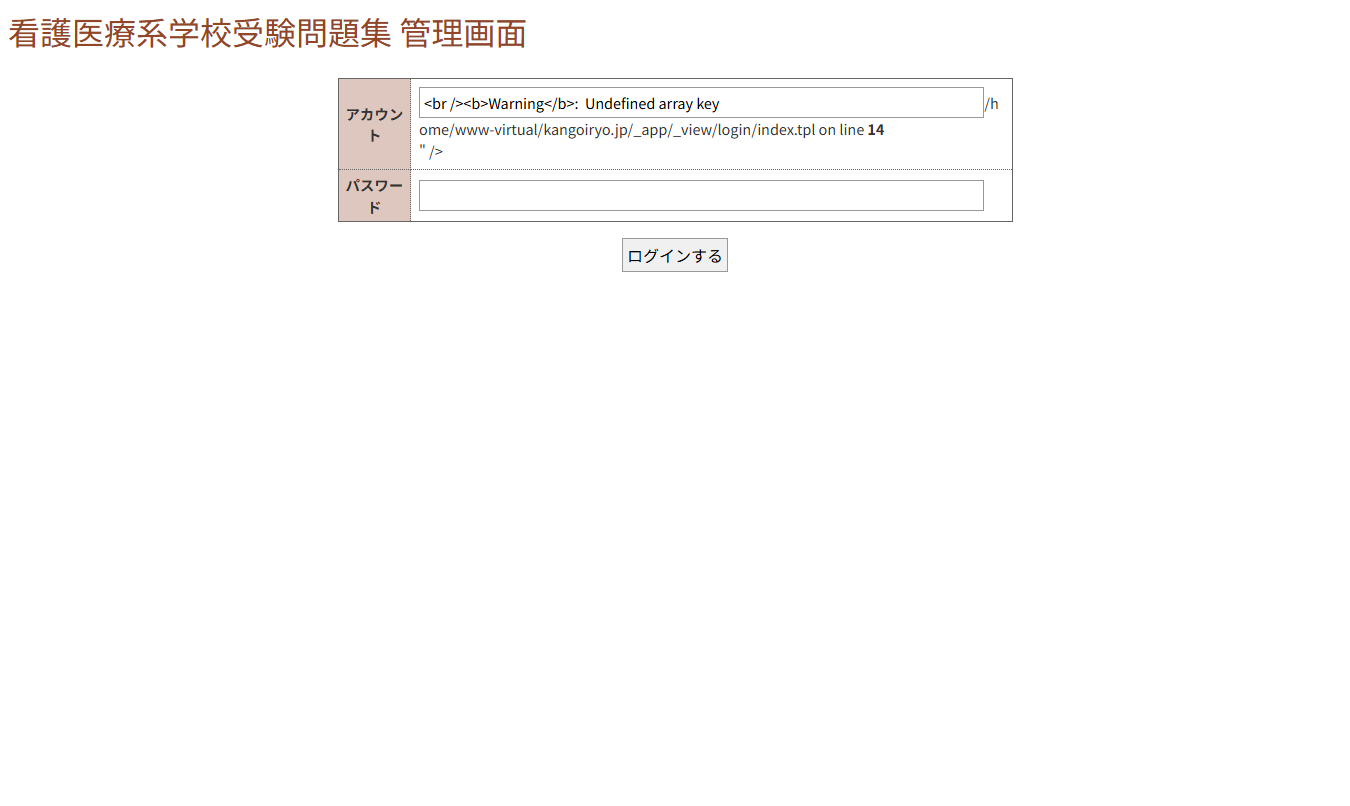 看護医療系学校受験問題集 管理画面
アカウン
ト
<br /><b>Warning</b>:  Undefined array key
/h
ome/www-virtual/kangoiryo.jp/_app/_view/login/index.tpl on line 14
" />
パスワー
ド
ログインする